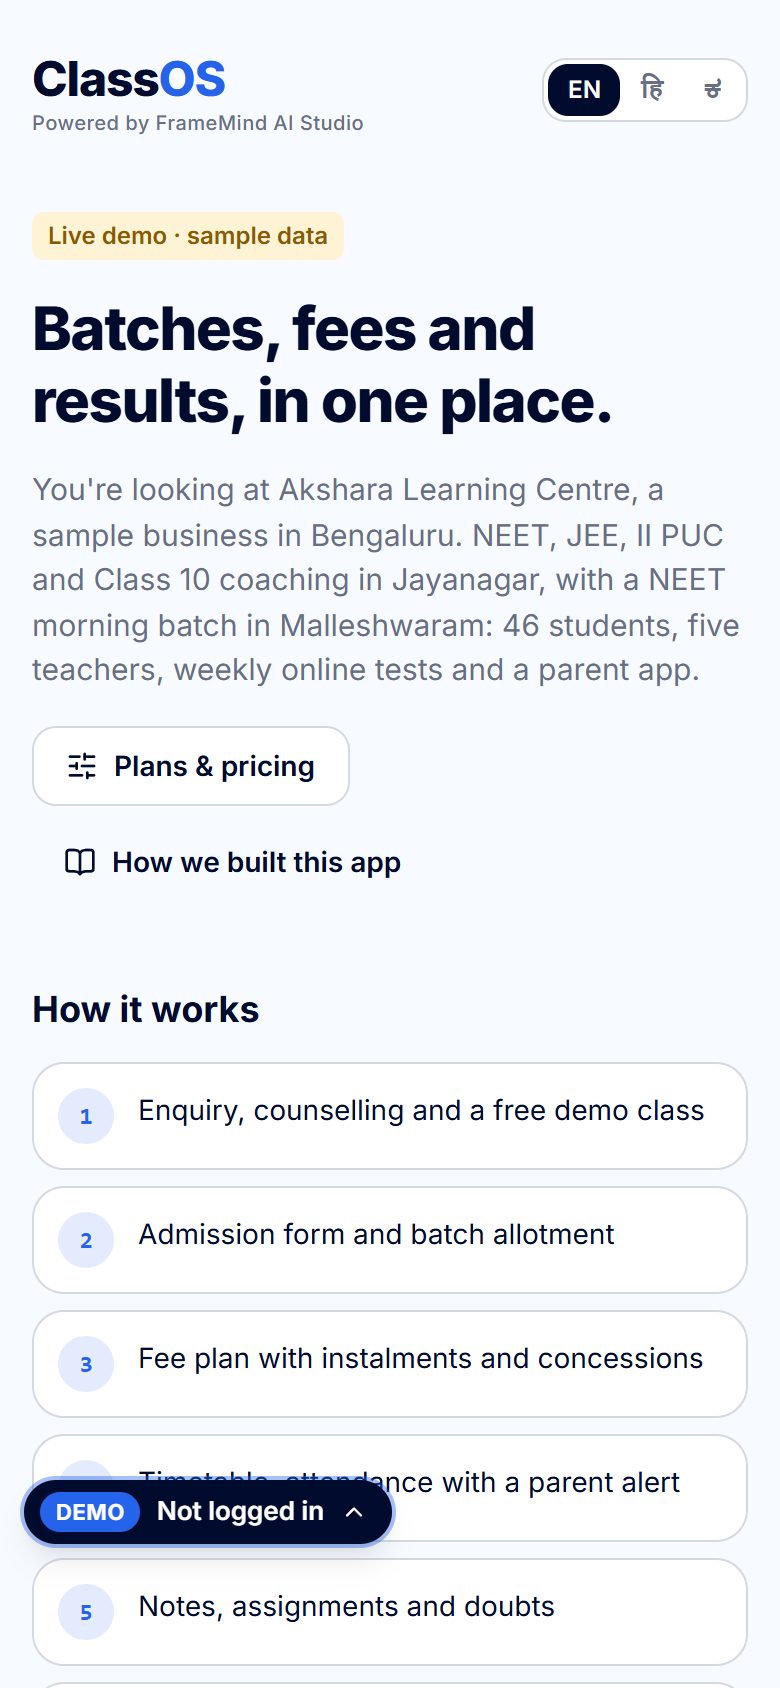 ClassOS
Powered by FrameMind AI Studio
EN हि ಕ
Live demo · sample data
Batches, fees and
results, in one place.
You're looking at Akshara Learning Centre, a
sample business in Bengaluru. NEET, JEE, II PUC
and Class 10 coaching in Jayanagar, with a NEET
morning batch in Malleshwaram: 46 students, five
teachers, weekly online tests and a parent app.
Plans & pricing
How we built this app
How it works
1 Enquiry, counselling and a free demo class
2 Admission form and batch allotment
3 Fee plan with instalments and concessions
Timetable, attendance with a parent alert
DEMO Not logged in
5 Notes, assignments and doubts